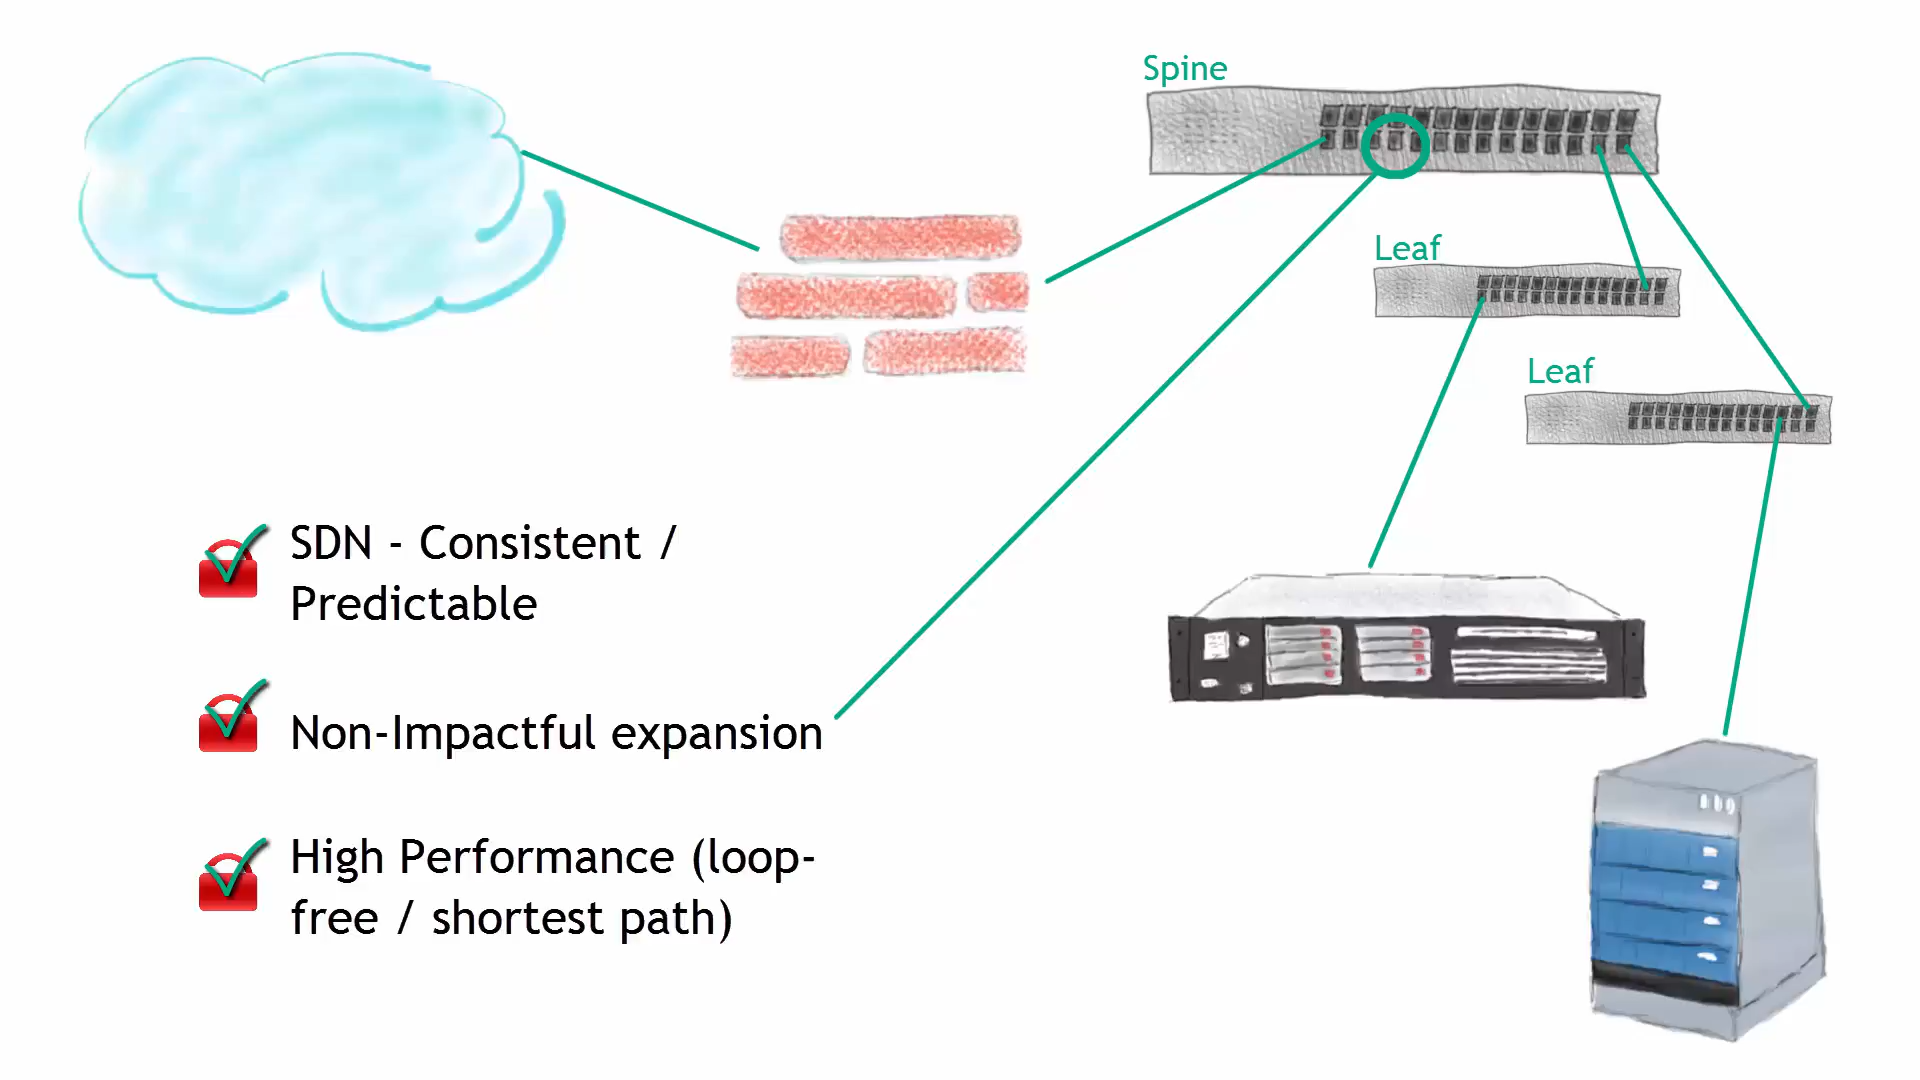 Spine
Leaf
Leaf
SDN - Consistent /
Predictable
Non-Impactful expansion
High Performance (loop-
free / shortest path)